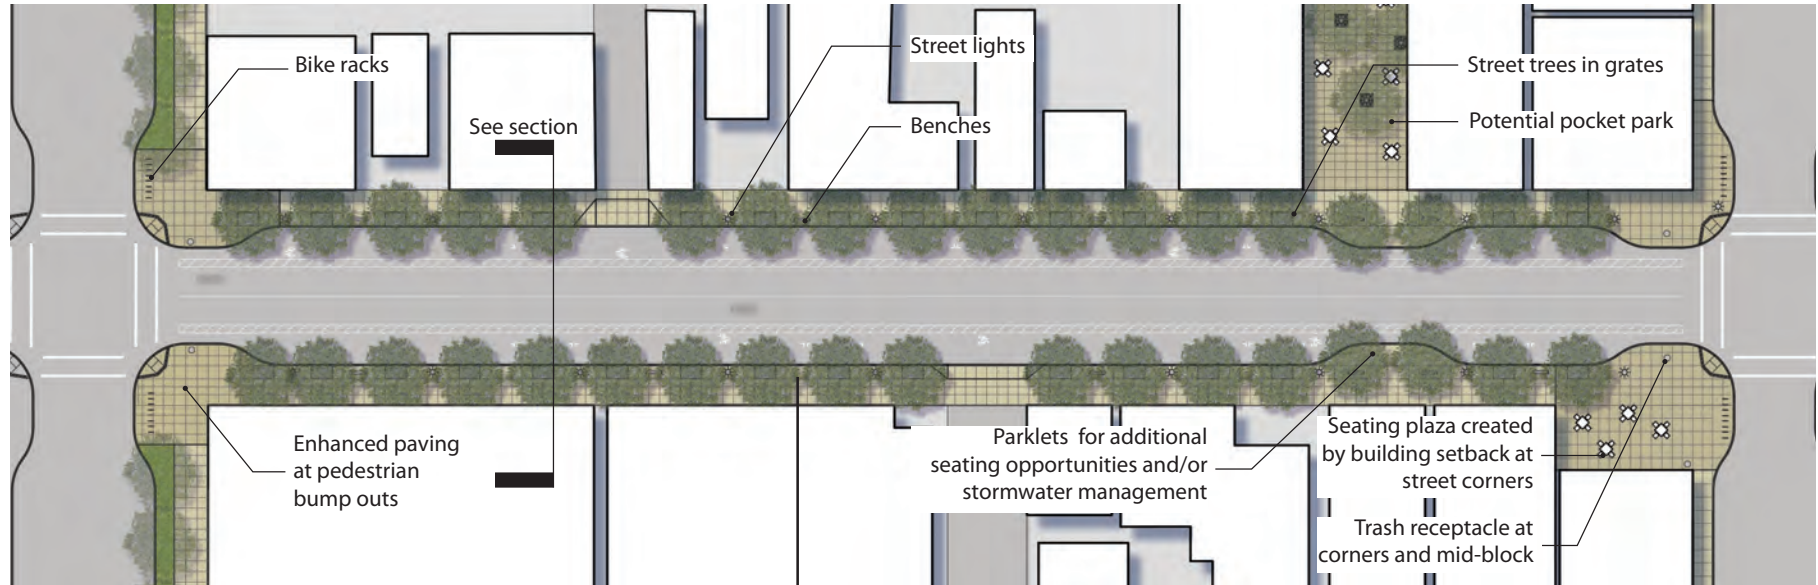 Bike racks
See section
Street lights
Benches
Street trees in grates
Potential pocket park
Enhanced paving
at pedestrian
bump outs
Parklets for additional
seating opportunities and/or
stormwater management
Seating plaza created
by building setback at
street corners
Trash receptacle at
corners and mid-block